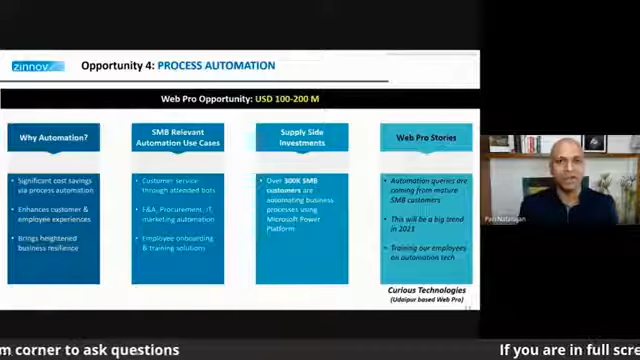 zinnov
Opportunity 4: PROCESS AUTOMATION
Web Pro Opportunity: USD 100-200 M
Why Automation?
• Significant cost savings
via process automation
• Enhances customer &
employee experiences
• Brings heightened
business resilience
SMB Relevant
Automation Use Cases
• Customer service
through attended bots
• F&A, Procurement, IT,
marketing automation
• Employee onboarding
& training solutions
Supply Side
Investments
• Over 300K SMB
customers are
automating business
processes using
Microsoft Power
Platform
Web Pro Stories
• Automation queries are
coming from mature
SMB customers
• This will be a big trend
in 2021
• Training our employees
on automation tech
Curious Technologies
(Udaipur based Web Pro)
Pari Natarajan
m corner to ask questions
If you are in full scre